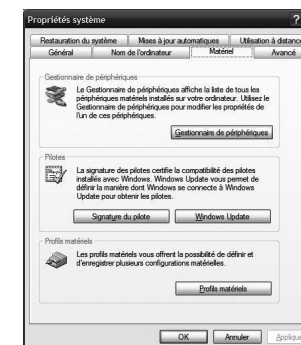 Propriétés système ?
Restauration du système Mises à jour automatiques Utilisation à distance
Général Nom de l'ordinateur Matériel Avancé
Gestionnaire de périphériques
Le Gestionnaire de périphériques affiche la liste de tous les
périphériques matériels installés sur votre ordinateur. Utilisez le
Gestionnaire de périphériques pour modifier les propriétés de
l'un de ces périphériques.
Gestionnaire de périphériques
Pilotes
La signature des pilotes certifie la compatibilité des pilotes
installés avec Windows. Windows Update vous permet de
définir la manière dont Windows se connecte à Windows
Update pour obtenir les pilotes.
Signature du pilote Windows Update
Profils matériels
Les profils matériels vous offrent la possibilité de définir et
d'enregistrer plusieurs configurations matérielles.
Profils matériels
OK Annuler Applique